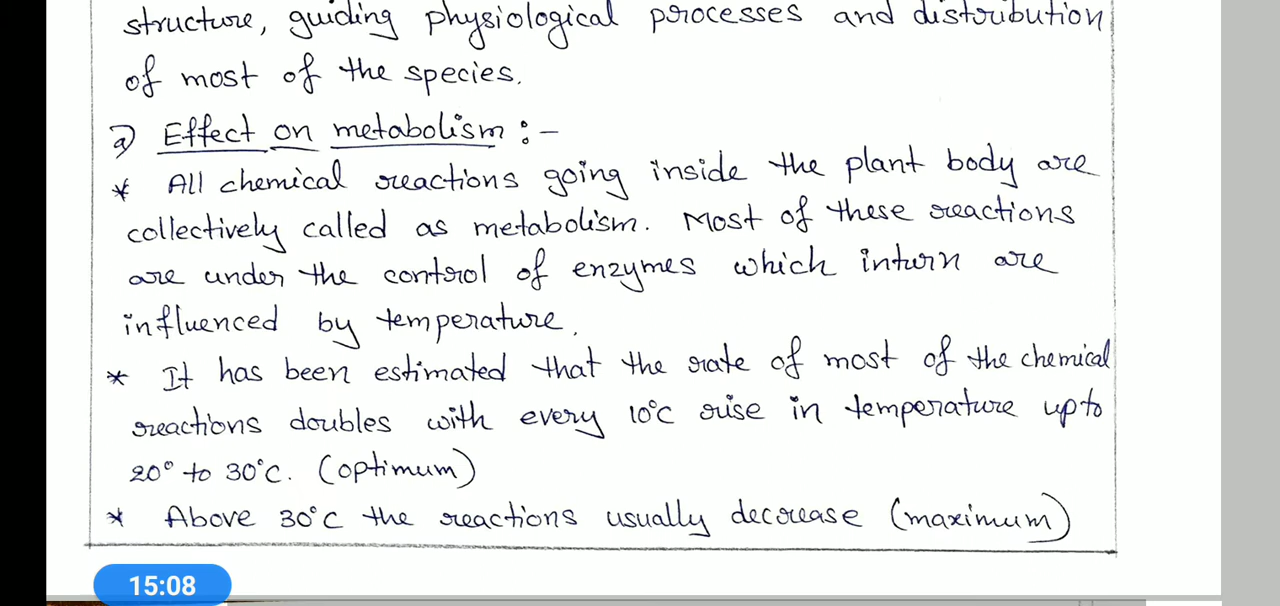 structure, guiding physiological processes and distribution
of most of the species.
a) Effect on metabolism :-
* All chemical reactions going inside the plant body are
collectively called as metabolism. Most of these reactions
are under the control of enzymes which inturn are
influenced by temperature.
* It has been estimated that the rate of most of the chemical
reactions doubles with every 10°C rise in temperature upto
20° to 30°C. (optimum)
* Above 30°C the reactions usually decrease (maximum)
15:08